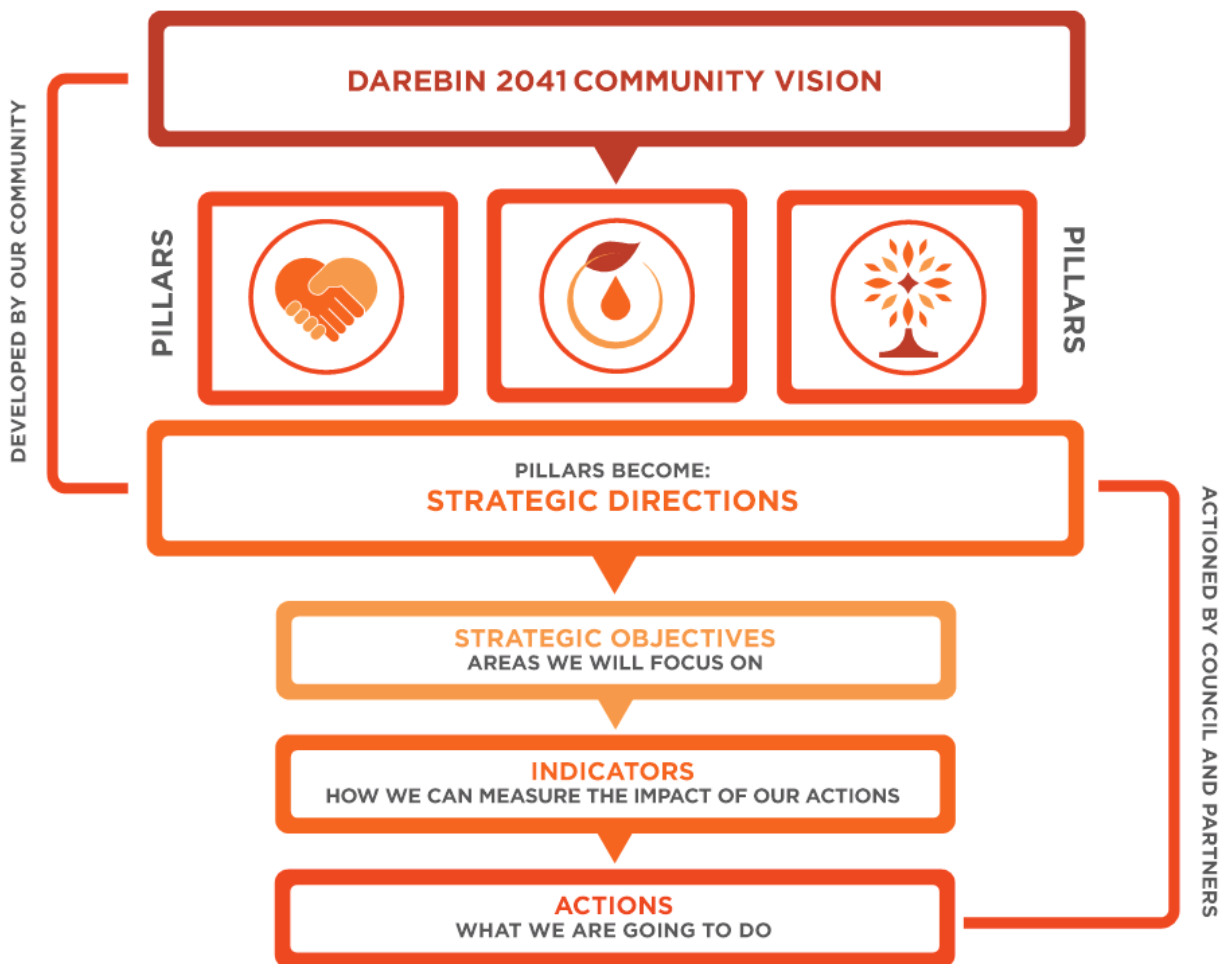 DAREBIN 2041 COMMUNITY VISION
DEVELOPED BY OUR COMMUNITY
PILLARS
PILLARS
PILLARS BECOME:
STRATEGIC DIRECTIONS
ACTIONED BY COUNCIL AND PARTNERS
STRATEGIC OBJECTIVES
AREAS WE WILL FOCUS ON
INDICATORS
HOW WE CAN MEASURE THE IMPACT OF OUR ACTIONS
ACTIONS
WHAT WE ARE GOING TO DO